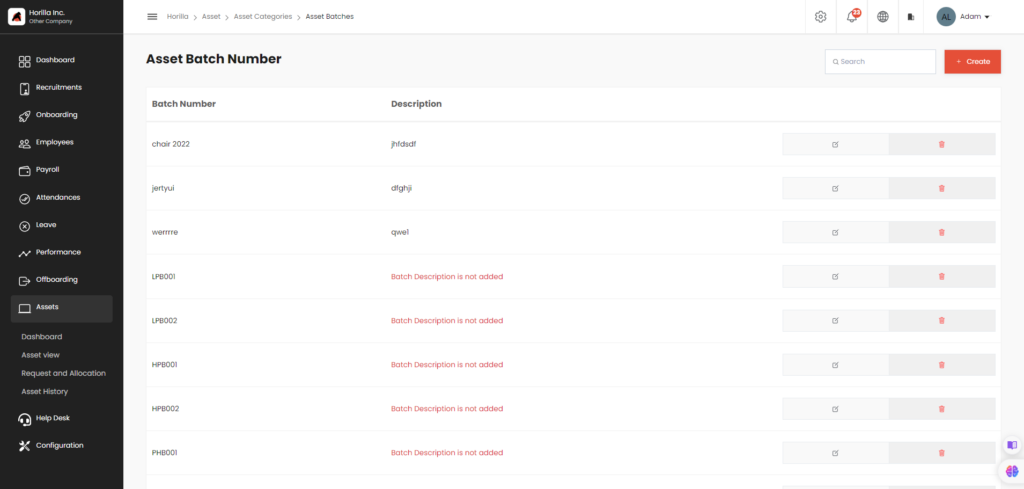 Horilla Inc.
Other Company
Dashboard
Recruitments
Onboarding
Employees
Payroll
Attendances
Leave
Performance
Offboarding
Assets
Dashboard
Asset view
Request and Allocation
Asset History
Help Desk
Configuration
Horilla > Asset > Asset Categories > Asset Batches
23
AL Adam
Asset Batch Number
Search
+ Create
Batch Number Description
chair 2022 jhfdsdf
jertyui dfghji
werrrre qwe1
LPB001 Batch Description is not added
LPB002 Batch Description is not added
HPB001 Batch Description is not added
HPB002 Batch Description is not added
PHB001 Batch Description is not added